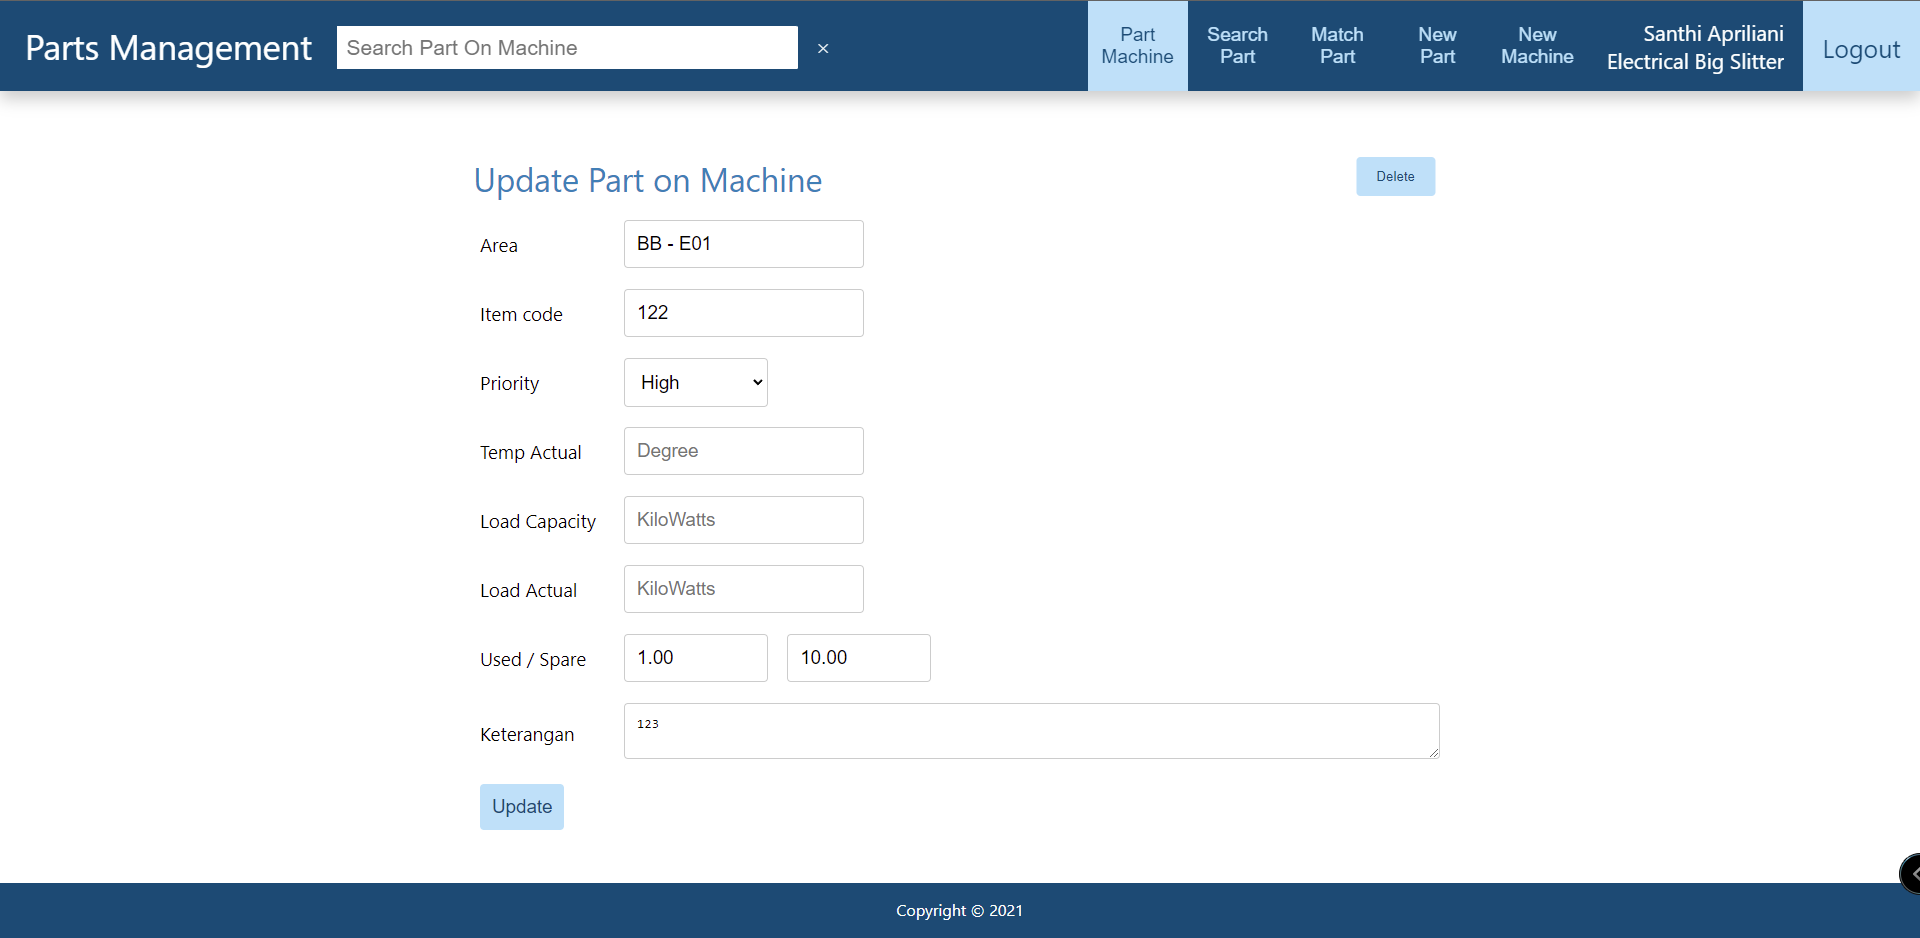 Parts Management
Search Part On Machine
×
Part Machine
Search Part
Match Part
New Part
New Machine
Santhi Apriliani
Electrical Big Slitter
Logout
Update Part on Machine
Delete
Area BB - E01
Item code 122
Priority High
Temp Actual Degree
Load Capacity KiloWatts
Load Actual KiloWatts
Used / Spare 1.00 10.00
Keterangan 123
Update
Copyright © 2021